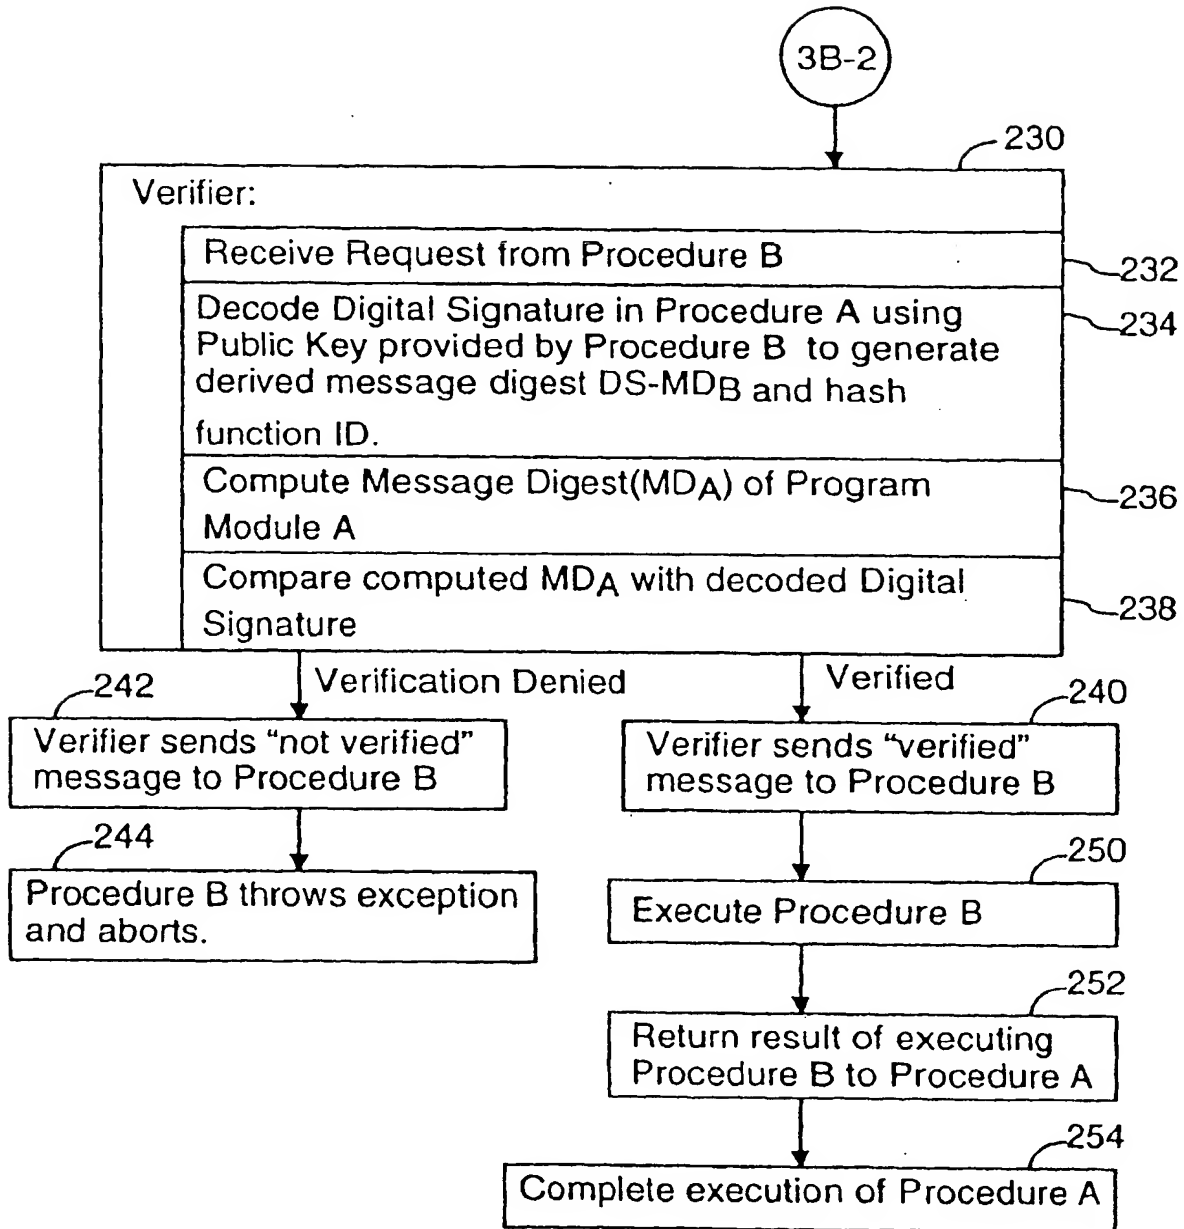 3B-2
230
Verifier:
Receive Request from Procedure B
232
Decode Digital Signature in Procedure A using
234
Public Key provided by Procedure B to generate
derived message digest DS-MDB and hash
function ID.
Compute Message Digest(MDA) of Program
236
Module A
Compare computed MDA with decoded Digital
238
Signature
Verification Denied
Verified
242
240
Verifier sends “not verified”
message to Procedure B
Verifier sends “verified”
message to Procedure B
244
250
Procedure B throws exception
and aborts.
Execute Procedure B
252
Return result of executing
Procedure B to Procedure A
254
Complete execution of Procedure A